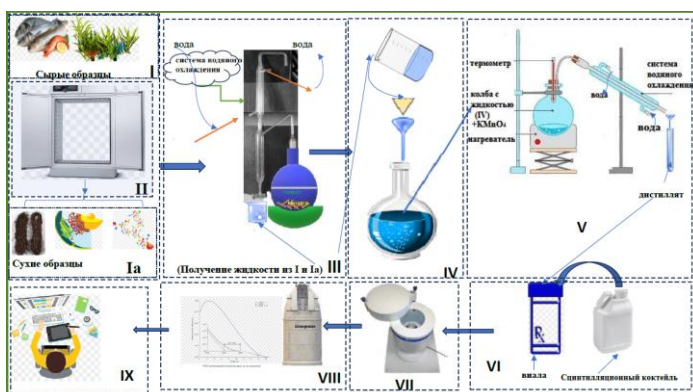 I
Сырые образцы
II
Сухие образцы
Ia
вода
вода
система водяного
охлаждения
(Получение жидкости из I и Ia)
III
IV
термометр
система
водяного
охлаждения
колба с
жидкостью
(IV)
+KMnO₄
нагреватель
вода
вода
V
дистиллят
VI
виала
Сцинтилляционный коктейль
VII
VIII
IX